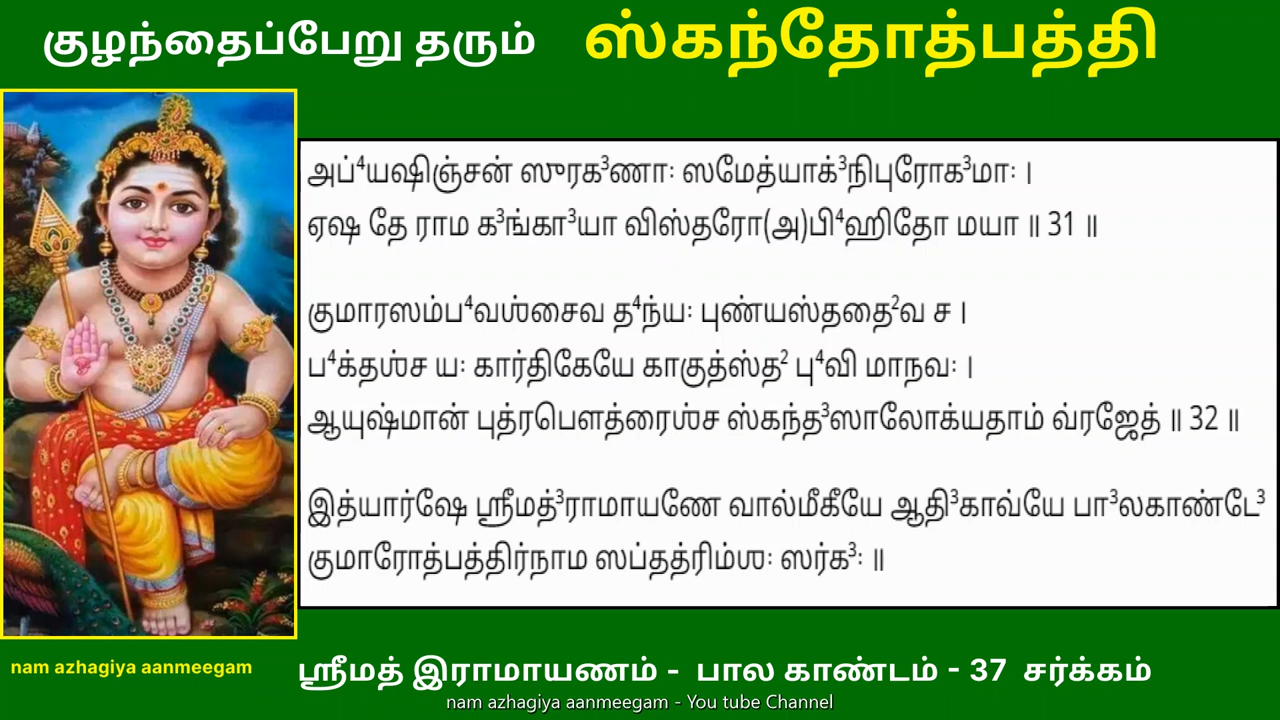 குழந்தைப்பேறு தரும் ஸ்கந்தோத்பத்தி
அப்⁴யஷிஞ்சன் ஸுரக³ணா꞉ ஸமேத்யாக்³நிபுரோக³மா꞉ ।
ஏஷ தே ராம க³ங்கா³யா விஸ்தரோ(அ)பி⁴ஹிதோ மயா ॥ 31 ॥
குமாரஸம்ப⁴வஶ்சைவ த⁴ந்ய꞉ புண்யஸ்ததை²வ ச ।
ப⁴க்தஶ்ச ய꞉ கார்திகேயே காகுத்ஸ்த² பு⁴வி மாநவ꞉ ।
ஆயுஷ்மான் புத்ரபௌத்ரைஶ்ச ஸ்கந்த³ஸாலோக்யதாம் வ்ரஜேத் ॥ 32 ॥
இத்யார்ஷே ஶ்ரீமத்³ராமாயணே வால்மீகீயே ஆதி³காவ்யே பா³லகாண்டே³
குமாரோத்பத்திர்நாம ஸப்தத்ரிம்ஶ꞉ ஸர்க³꞉ ॥
nam azhagiya aanmeegam
ஸ்ரீமத் இராமாயணம் - பால காண்டம் - 37 சர்க்கம்
nam azhagiya aanmeegam - You tube Channel